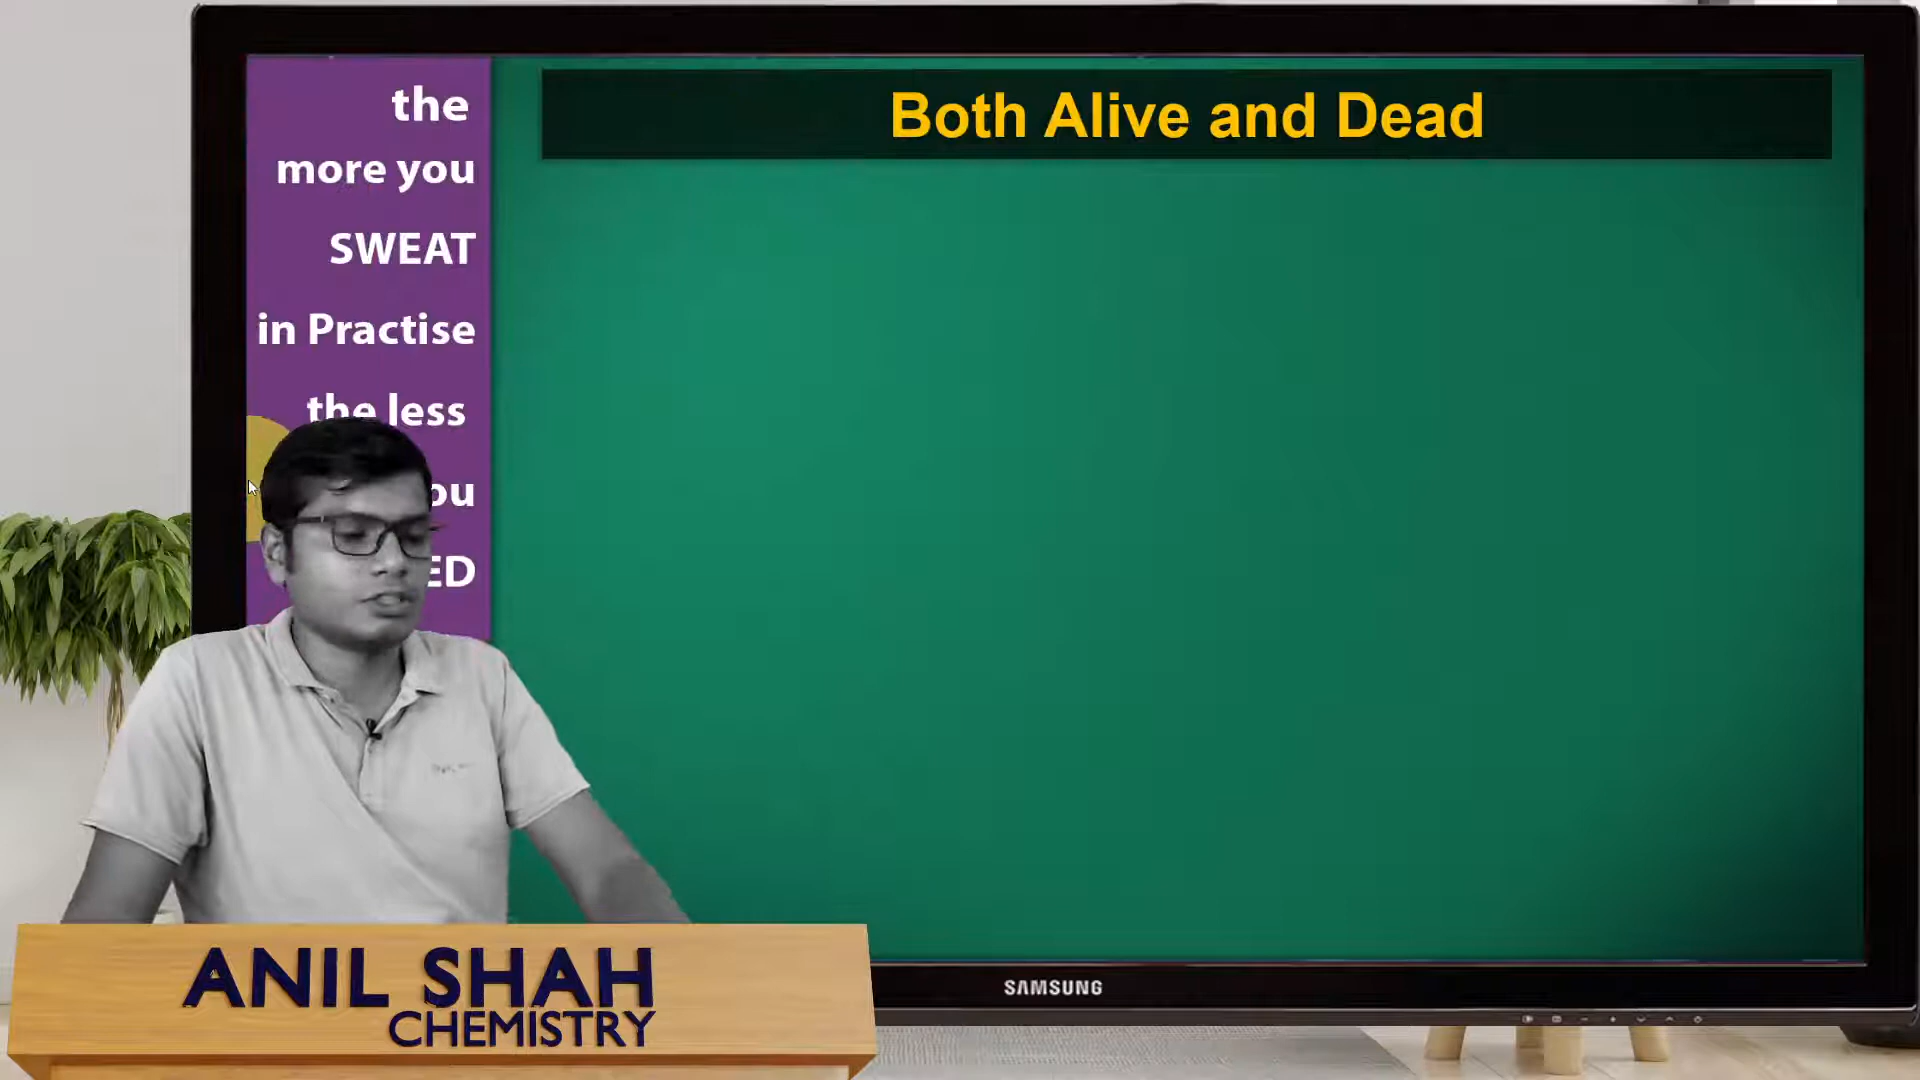 the
more you
SWEAT
in Practise
the less
Both Alive and Dead
ANIL SHAH
CHEMISTRY
SAMSUNG